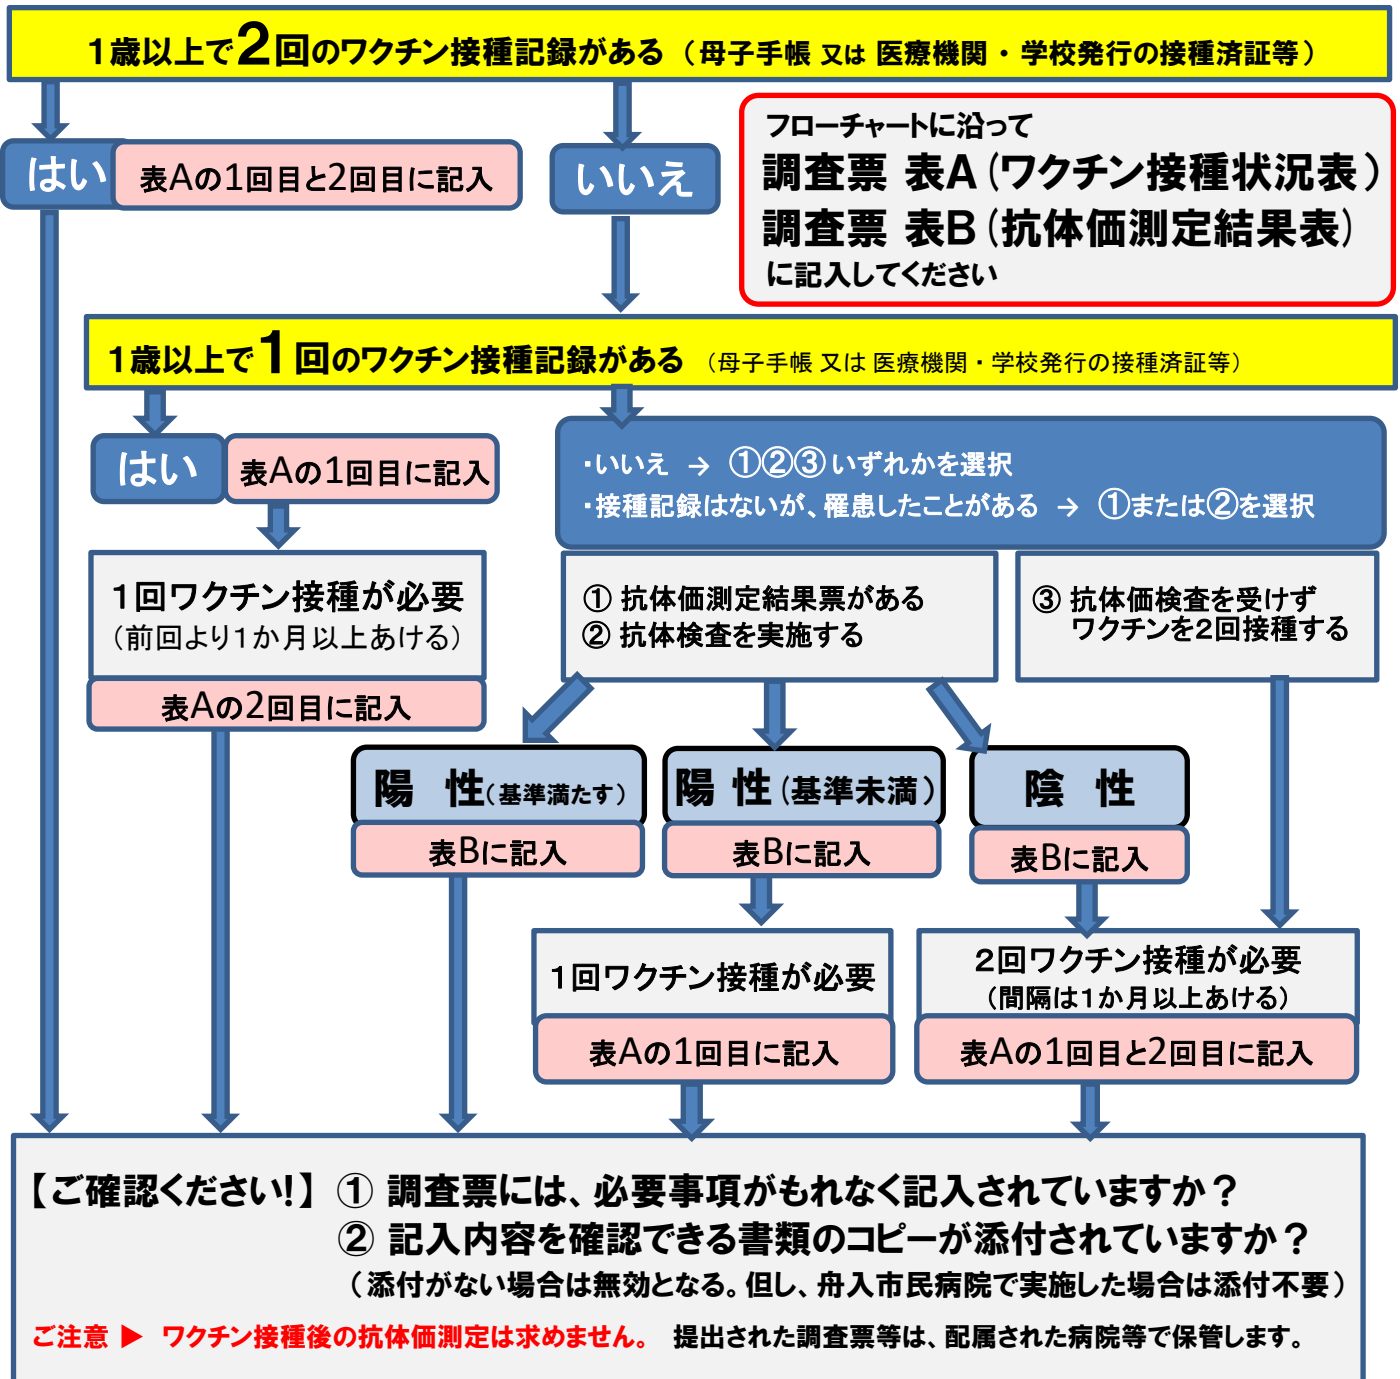 1歳以上で2回のワクチン接種記録がある（母子手帳 又は 医療機関・学校発行の接種済証等）
はい
表Aの1回目と2回目に記入
いいえ
フローチャートに沿って
調査票 表A（ワクチン接種状況表）
調査票 表B（抗体価測定結果表）
に記入してください
1歳以上で1回のワクチン接種記録がある（母子手帳 又は 医療機関・学校発行の接種済証等）
はい
表Aの1回目に記入
・いいえ → ①②③いずれかを選択
・接種記録はないが、罹患したことがある → ①または②を選択
1回ワクチン接種が必要
（前回より1か月以上あける）
表Aの2回目に記入
① 抗体価測定結果票がある
② 抗体検査を実施する
③ 抗体価検査を受けず
ワクチンを2回接種する
陽 性（基準満たす）
表Bに記入
陽 性（基準未満）
表Bに記入
陰 性
表Bに記入
1回ワクチン接種が必要
表Aの1回目に記入
2回ワクチン接種が必要
（間隔は1か月以上あける）
表Aの1回目と2回目に記入
【ご確認ください!】① 調査票には、必要事項がもれなく記入されていますか？
② 記入内容を確認できる書類のコピーが添付されていますか？
（添付がない場合は無効となる。但し、舟入市民病院で実施した場合は添付不要）
ご注意 ▶ ワクチン接種後の抗体価測定は求めません。 提出された調査票等は、配属された病院等で保管します。